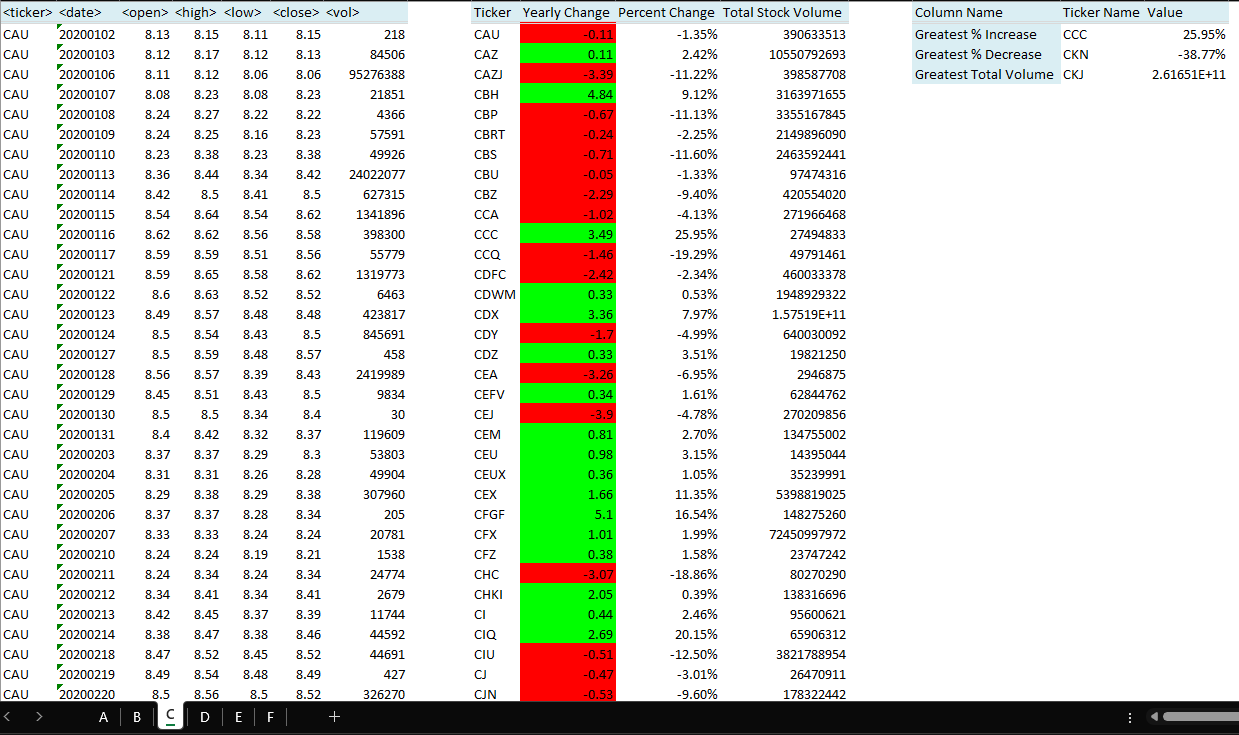 <ticker> <date> <open> <high> <low> <close> <vol> Ticker Yearly Change Percent Change Total Stock Volume Column Name Ticker Name Value
CAU 20200102 8.13 8.15 8.11 8.15 218 CAU -0.11 -1.35% 390633513 Greatest % Increase CCC 25.95%
CAU 20200103 8.12 8.17 8.12 8.13 84506 CAZ 0.11 2.42% 10550792693 Greatest % Decrease CKN -38.77%
CAU 20200106 8.11 8.12 8.06 8.06 95276388 CAZJ -3.39 -11.22% 398587708 Greatest Total Volume CKJ 2.61651E+11
CAU 20200107 8.08 8.23 8.08 8.23 21851 CBH 4.84 9.12% 3163971655
CAU 20200108 8.24 8.27 8.22 8.22 4366 CBP -0.67 -11.13% 3355167845
CAU 20200109 8.24 8.25 8.16 8.23 57591 CBRT -0.24 -2.25% 2149896090
CAU 20200110 8.23 8.38 8.23 8.38 49926 CBS -0.71 -11.60% 2463592441
CAU 20200113 8.36 8.44 8.34 8.42 24022077 CBU -0.05 -1.33% 97474316
CAU 20200114 8.42 8.5 8.41 8.5 627315 CBZ -2.29 -9.40% 420554020
CAU 20200115 8.54 8.64 8.54 8.62 1341896 CCA -1.02 -4.13% 271966468
CAU 20200116 8.62 8.62 8.56 8.58 398300 CCC 3.49 25.95% 27494833
CAU 20200117 8.59 8.59 8.51 8.56 55779 CCQ -1.46 -19.29% 49791461
CAU 20200121 8.59 8.65 8.58 8.62 1319773 CDFC -2.42 -2.34% 460033378
CAU 20200122 8.6 8.63 8.52 8.52 6463 CDWM 0.33 0.53% 1948929322
CAU 20200123 8.49 8.57 8.48 8.48 423817 CDX 3.36 7.97% 1.57519E+11
CAU 20200124 8.5 8.54 8.43 8.5 845691 CDY -1.7 -4.99% 640030092
CAU 20200127 8.5 8.59 8.48 8.57 458 CDZ 0.33 3.51% 19821250
CAU 20200128 8.56 8.57 8.39 8.43 2419989 CEA -3.26 -6.95% 2946875
CAU 20200129 8.45 8.51 8.43 8.5 9834 CEFV 0.34 1.61% 62844762
CAU 20200130 8.5 8.5 8.34 8.4 30 CEJ -3.9 -4.78% 270209856
CAU 20200131 8.4 8.42 8.32 8.37 119609 CEM 0.81 2.70% 134755002
CAU 20200203 8.37 8.37 8.29 8.3 53803 CEU 0.98 3.15% 14395044
CAU 20200204 8.31 8.31 8.26 8.28 49904 CEUX 0.36 1.05% 35239991
CAU 20200205 8.29 8.38 8.29 8.38 307960 CEX 1.66 11.35% 5398819025
CAU 20200206 8.37 8.37 8.28 8.34 205 CFGF 5.1 16.54% 148275260
CAU 20200207 8.33 8.33 8.24 8.24 20781 CFX 1.01 1.99% 72450997972
CAU 20200210 8.24 8.24 8.19 8.21 1538 CFZ 0.38 1.58% 23747242
CAU 20200211 8.24 8.34 8.24 8.34 24774 CHC -3.07 -18.86% 80270290
CAU 20200212 8.34 8.41 8.34 8.41 2679 CHKI 2.05 0.39% 138316696
CAU 20200213 8.42 8.45 8.37 8.39 11744 CI 0.44 2.46% 95600621
CAU 20200214 8.38 8.47 8.38 8.46 44592 CIQ 2.69 20.15% 65906312
CAU 20200218 8.47 8.52 8.45 8.52 44691 CIU -0.51 -12.50% 3821788954
CAU 20200219 8.49 8.54 8.48 8.49 427 CJ -0.47 -3.01% 26470911
CAU 20200220 8.5 8.56 8.5 8.52 326270 CJN -0.53 -9.60% 178322442
A B C D E F